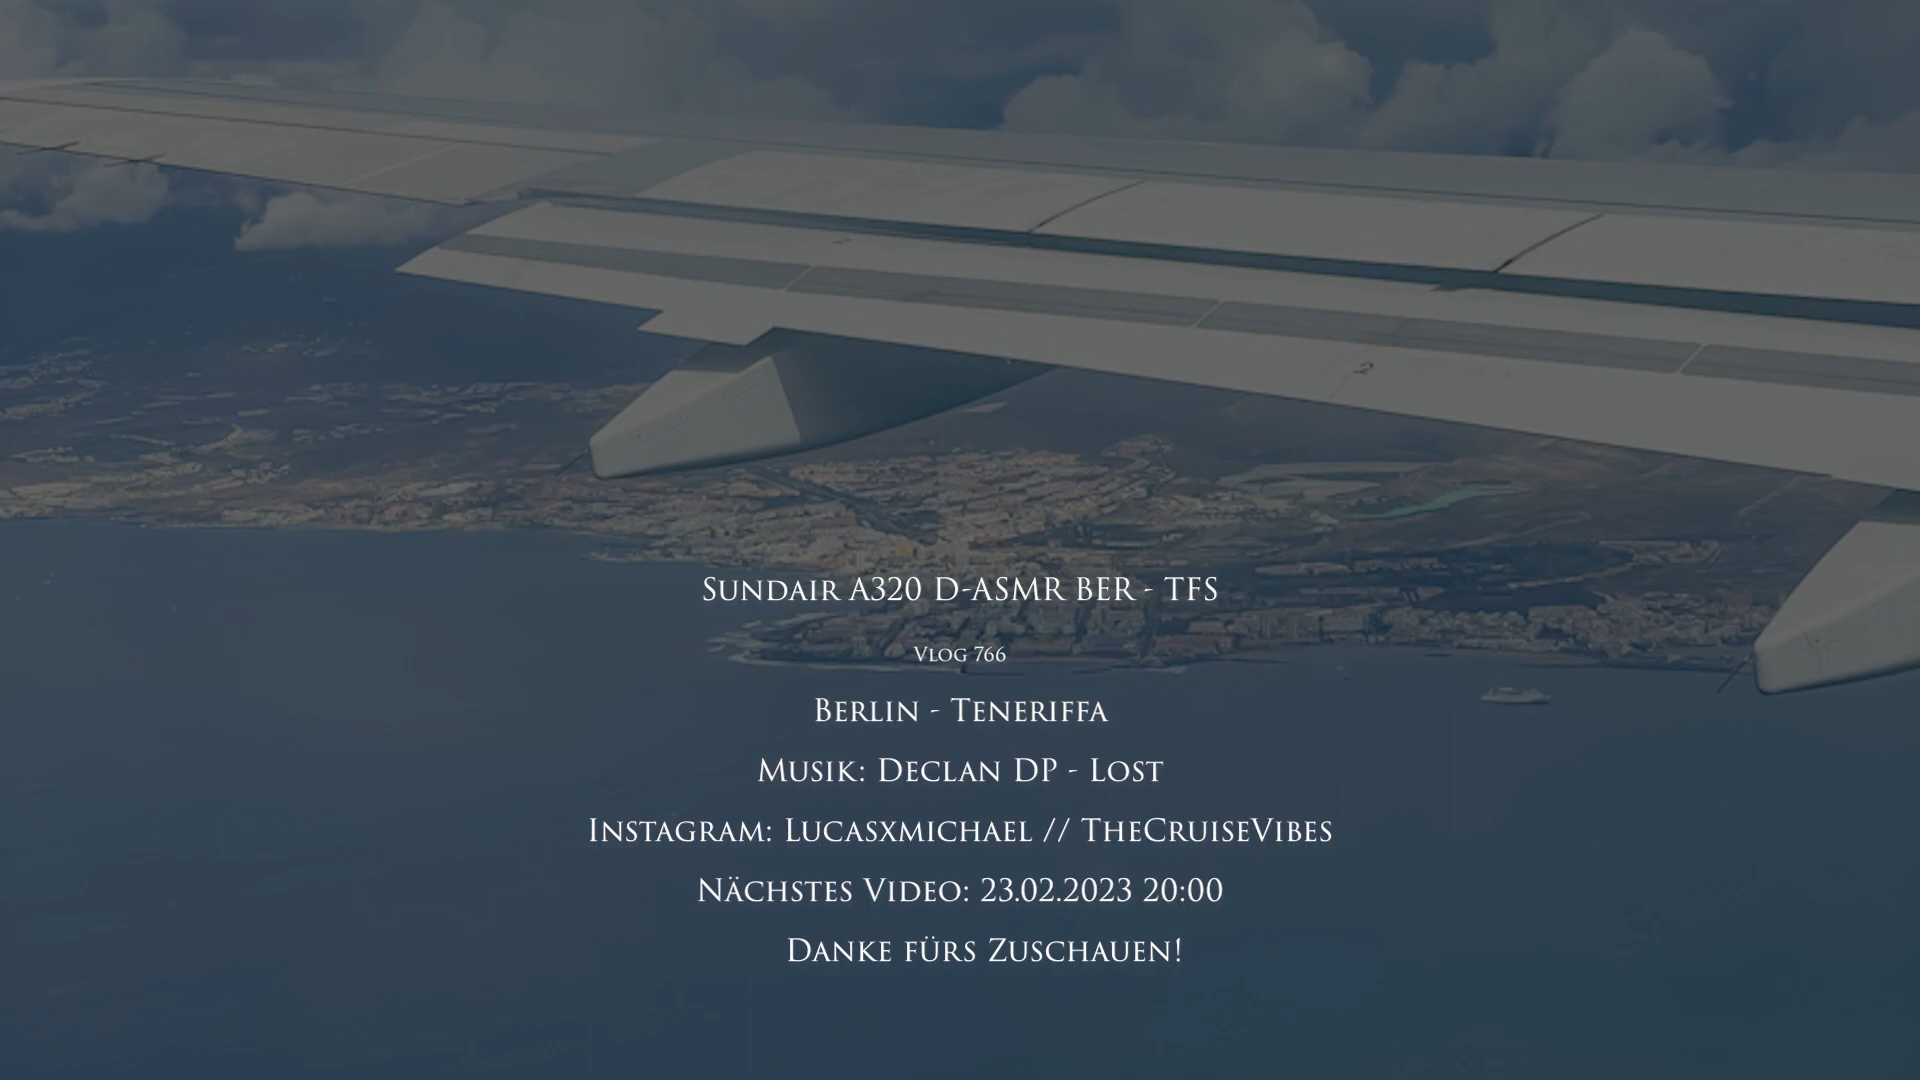 Sundair A320 D-ASMR BER - TFS
Vlog 766
Berlin - Teneriffa
Musik: Declan DP - Lost
Instagram: Lucasxmichael // TheCruiseVibes
Nächstes Video: 23.02.2023 20:00
Danke fürs Zuschauen!